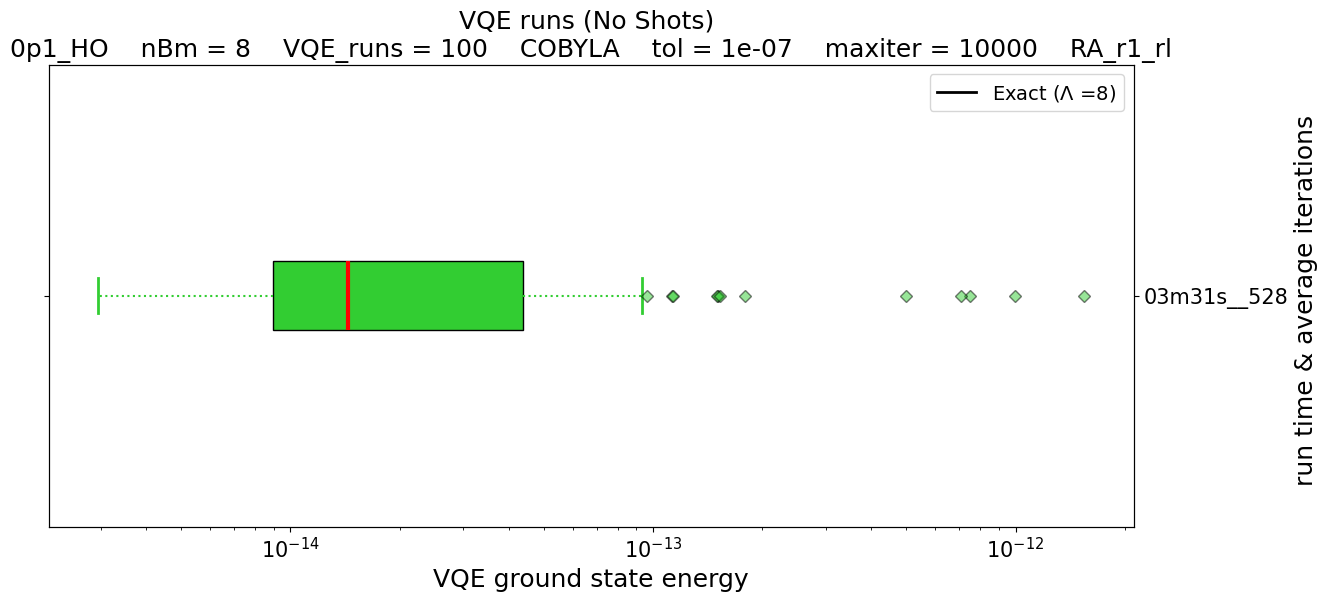 VQE runs (No Shots)
0p1_HO    nBm = 8    VQE_runs = 100    COBYLA    tol = 1e-07    maxiter = 10000    RA_r1_rl
Exact (Λ =8)
03m31s__528
run time & average iterations
10⁻¹⁴
10⁻¹³
10⁻¹²
VQE ground state energy